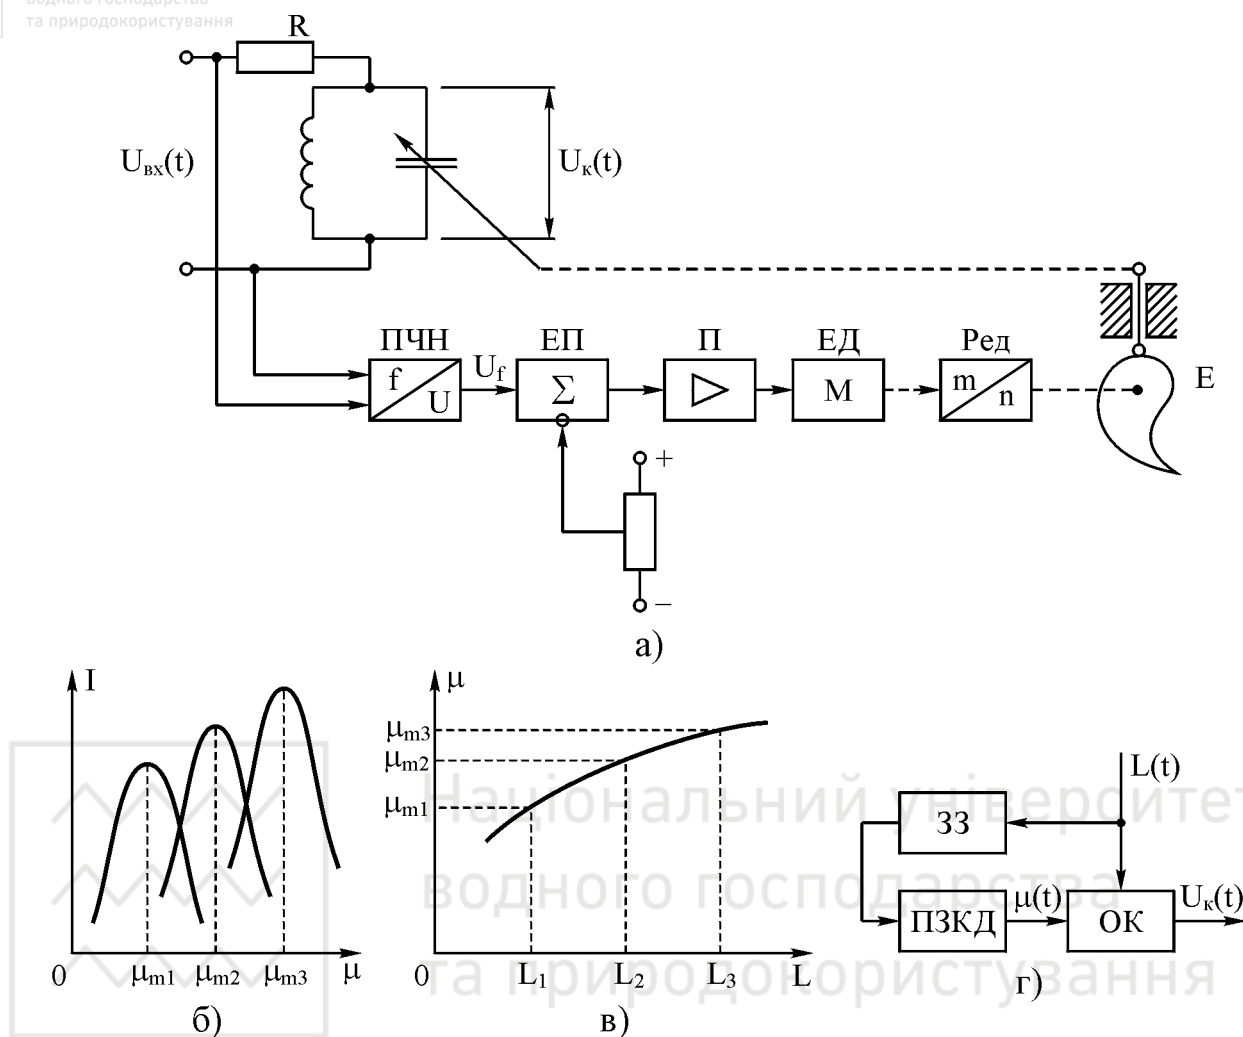 водного господарства
та природокористування
R
Uвх(t)
Uк(t)
ПЧН
ЕП
П
ЕД
Ред
f
U
Uf
Σ
М
m
n
Е
+
−
а)
I
μm1
μm2
μm3
μ
0
б)
μ
μm3
μm2
μm1
0
L1
L2
L3
L
в)
L(t)
ЗЗ
ПЗКД
μ(t)
ОК
Uк(t)
г)
Національний університет
водного господарства
та природокористування